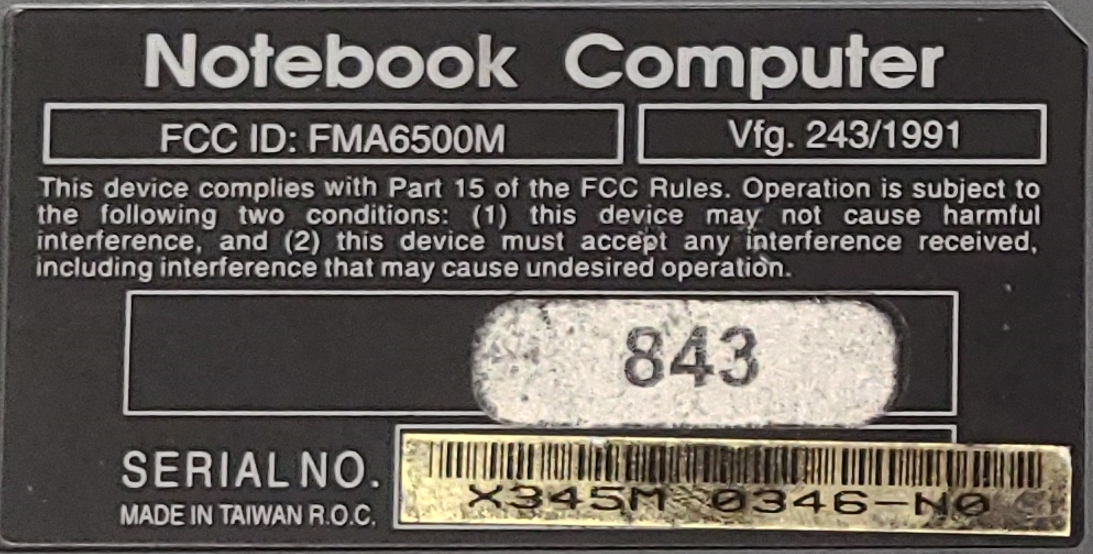 Notebook Computer
FCC ID: FMA6500M
Vfg. 243/1991
This device complies with Part 15 of the FCC Rules. Operation is subject to
the following two conditions: (1) this device may not cause harmful
interference, and (2) this device must accept any interference received,
including interference that may cause undesired operation.
843
SERIAL NO.
X345M 0346-N0
MADE IN TAIWAN R.O.C.